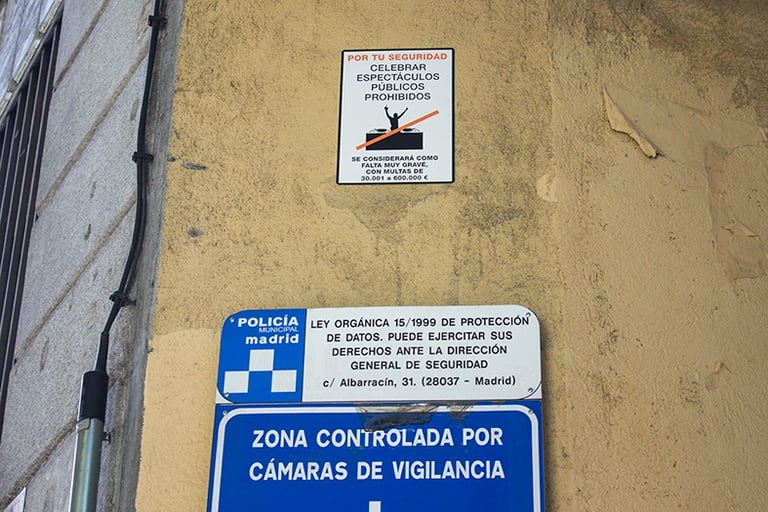 POR TU SEGURIDAD
CELEBRAR
ESPECTÁCULOS
PÚBLICOS
PROHIBIDOS
SE CONSIDERARÁ COMO
FALTA MUY GRAVE,
CON MULTAS DE
30.001 a 600.000 €
POLICÍA
MUNICIPAL
madrid
LEY ORGÁNICA 15/1999 DE PROTECCIÓN
DE DATOS. PUEDE EJERCITAR SUS
DERECHOS ANTE LA DIRECCIÓN
GENERAL DE SEGURIDAD
c/ Albarracín, 31. (28037 - Madrid)
ZONA CONTROLADA POR
CÁMARAS DE VIGILANCIA